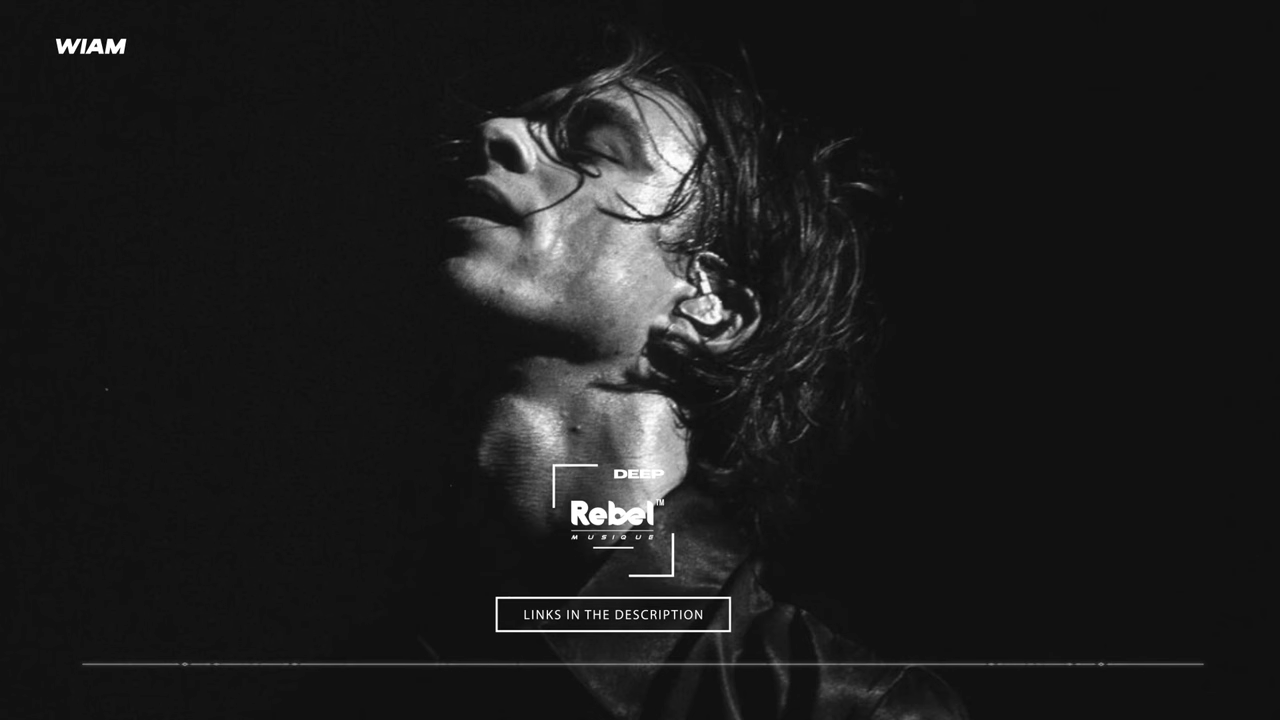 WIAM
DEEP
Rebel™
MUSIQUE
LINKS IN THE DESCRIPTION